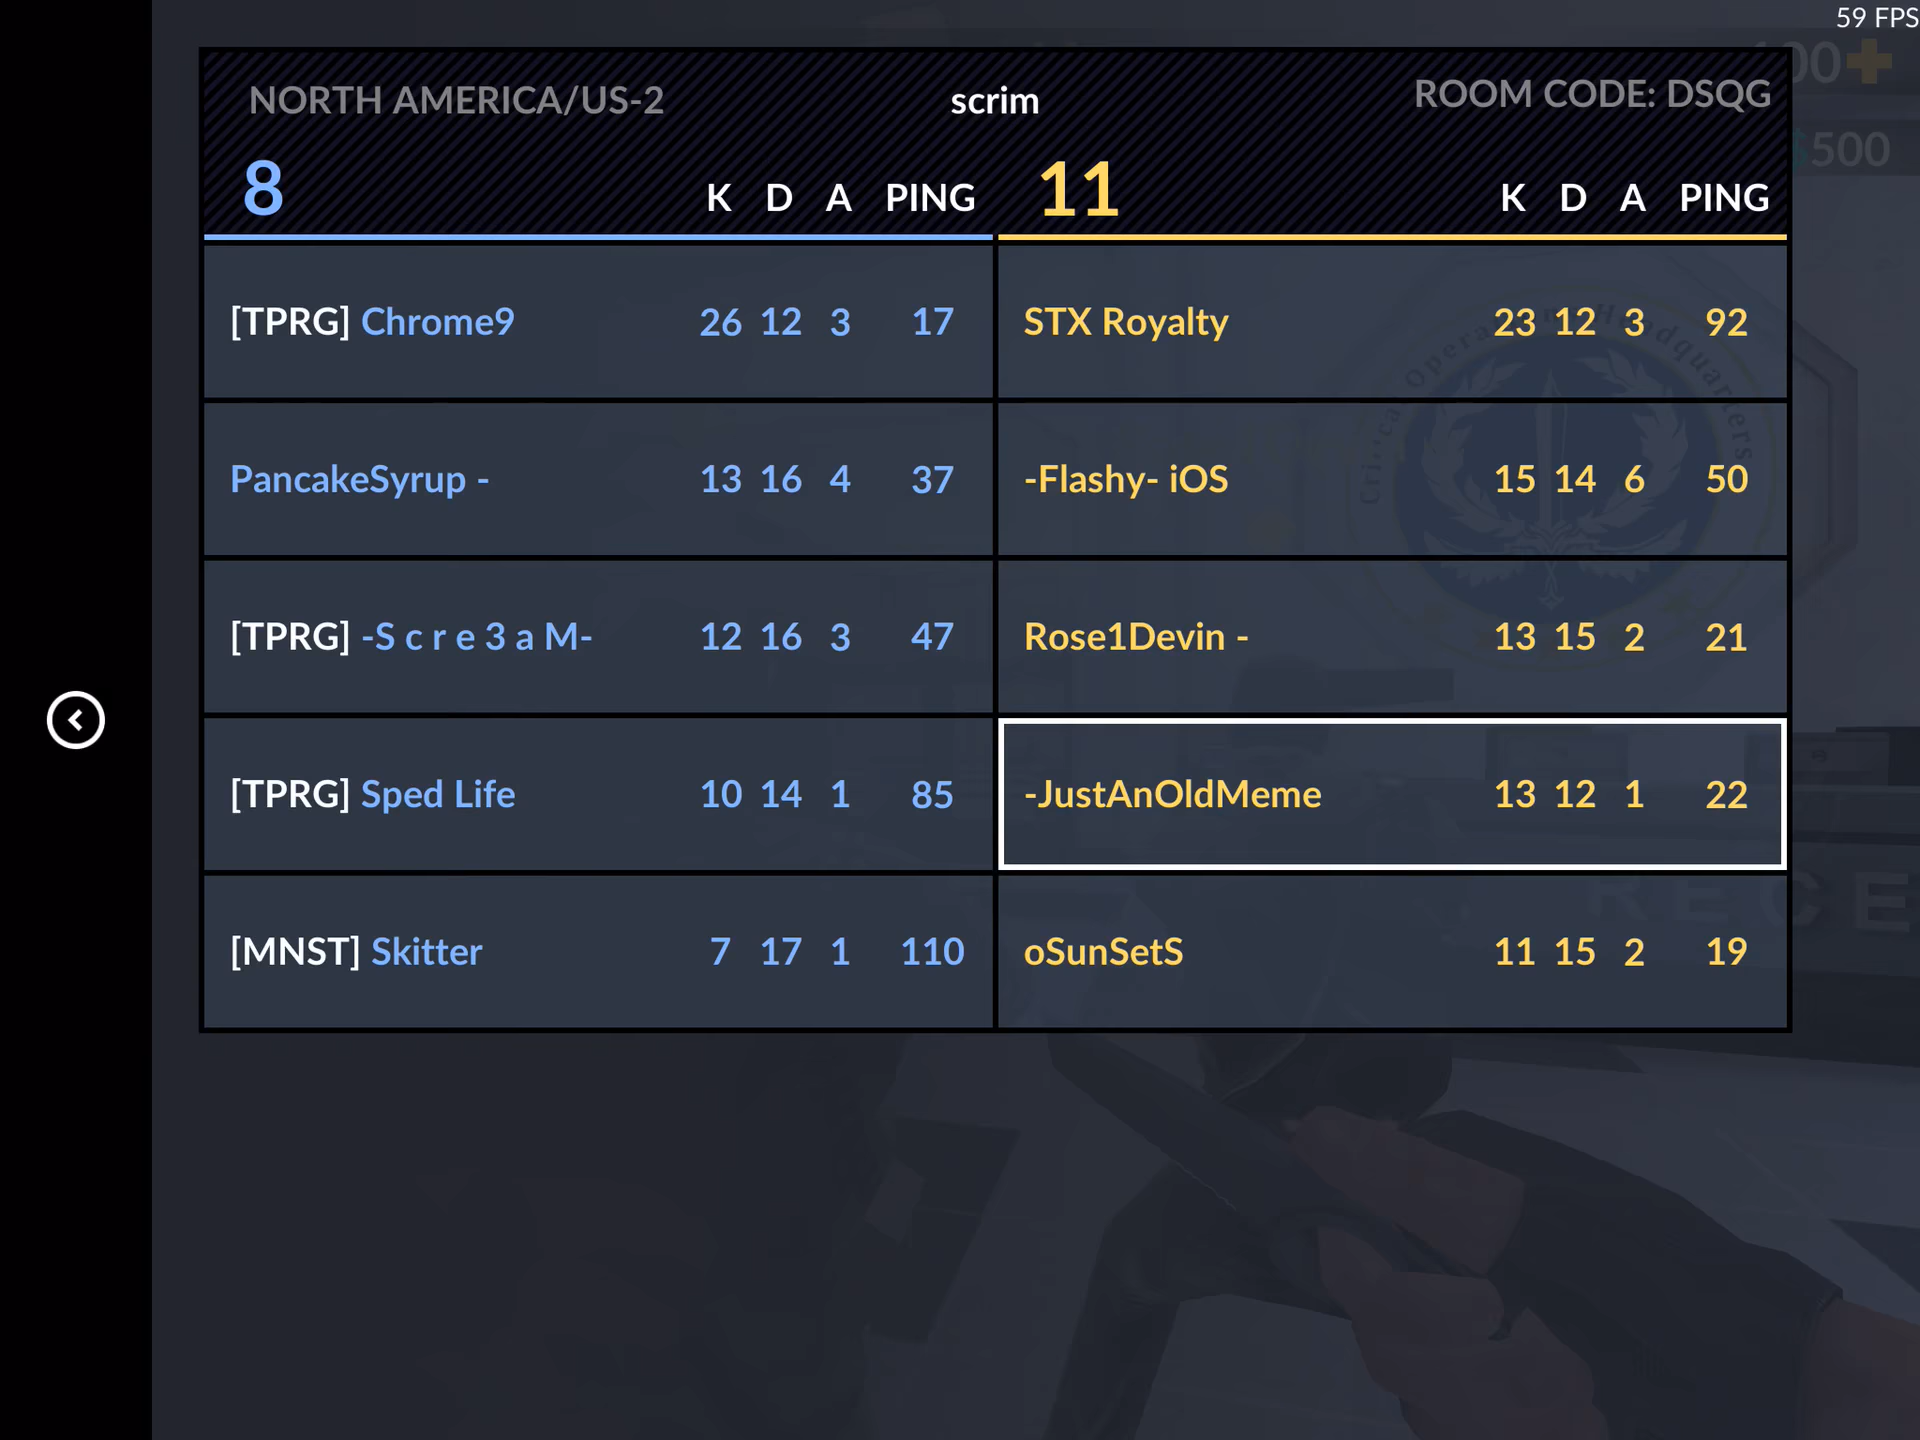 59 FPS
NORTH AMERICA/US-2 scrim ROOM CODE: DSQG
500
8 K D A PING 11 K D A PING
[TPRG] Chrome9 26 12 3 17 STX Royalty 23 12 3 92
PancakeSyrup - 13 16 4 37 -Flashy- iOS 15 14 6 50
[TPRG] -S c r e 3 a M- 12 16 3 47 Rose1Devin - 13 15 2 21
[TPRG] Sped Life 10 14 1 85 -JustAnOldMeme 13 12 1 22
[MNST] Skitter 7 17 1 110 oSunSetS 11 15 2 19